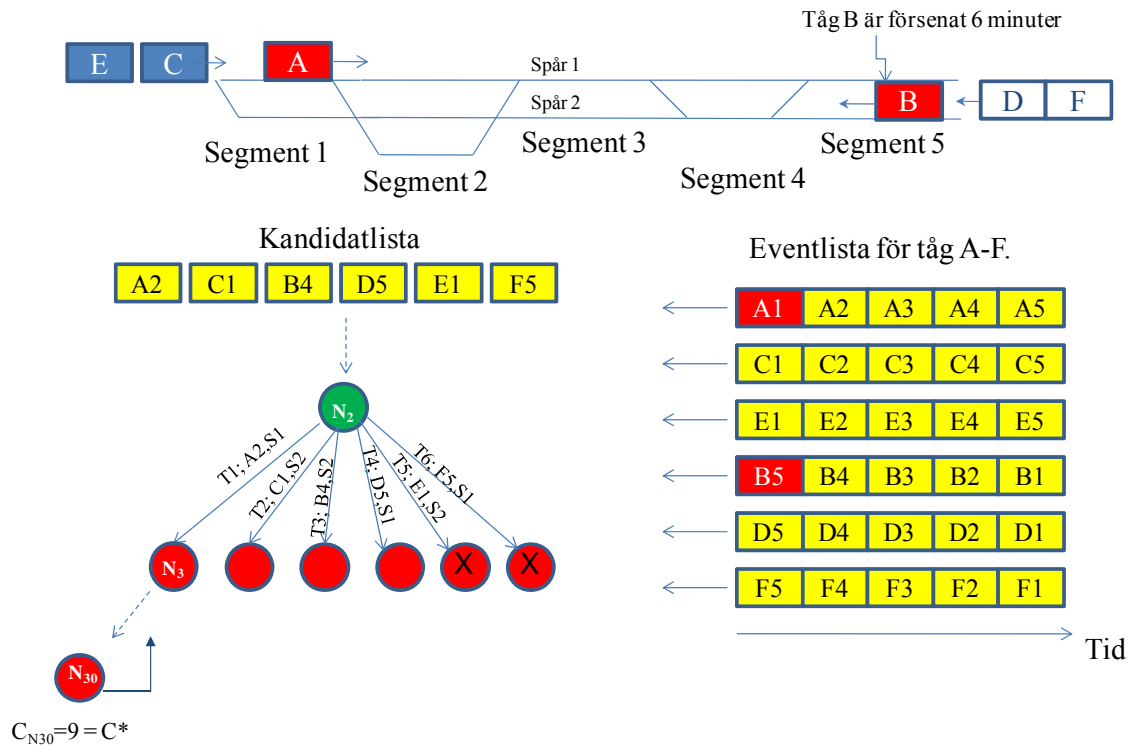 Tåg B är försenat 6 minuter
E C A
Spår 1
Spår 2
B D F
Segment 1
Segment 2
Segment 3
Segment 4
Segment 5
Kandidatlista
A2 C1 B4 D5 E1 F5
N2
T1; A2,S1
T2; C1,S2
T3; B4,S2
T4; D5,S1
T5; E1,S2
T6; F5,S1
N3
X X
N30
CN30=9 = C*
Eventlista för tåg A-F.
A1 A2 A3 A4 A5
C1 C2 C3 C4 C5
E1 E2 E3 E4 E5
B5 B4 B3 B2 B1
D5 D4 D3 D2 D1
F5 F4 F3 F2 F1
Tid